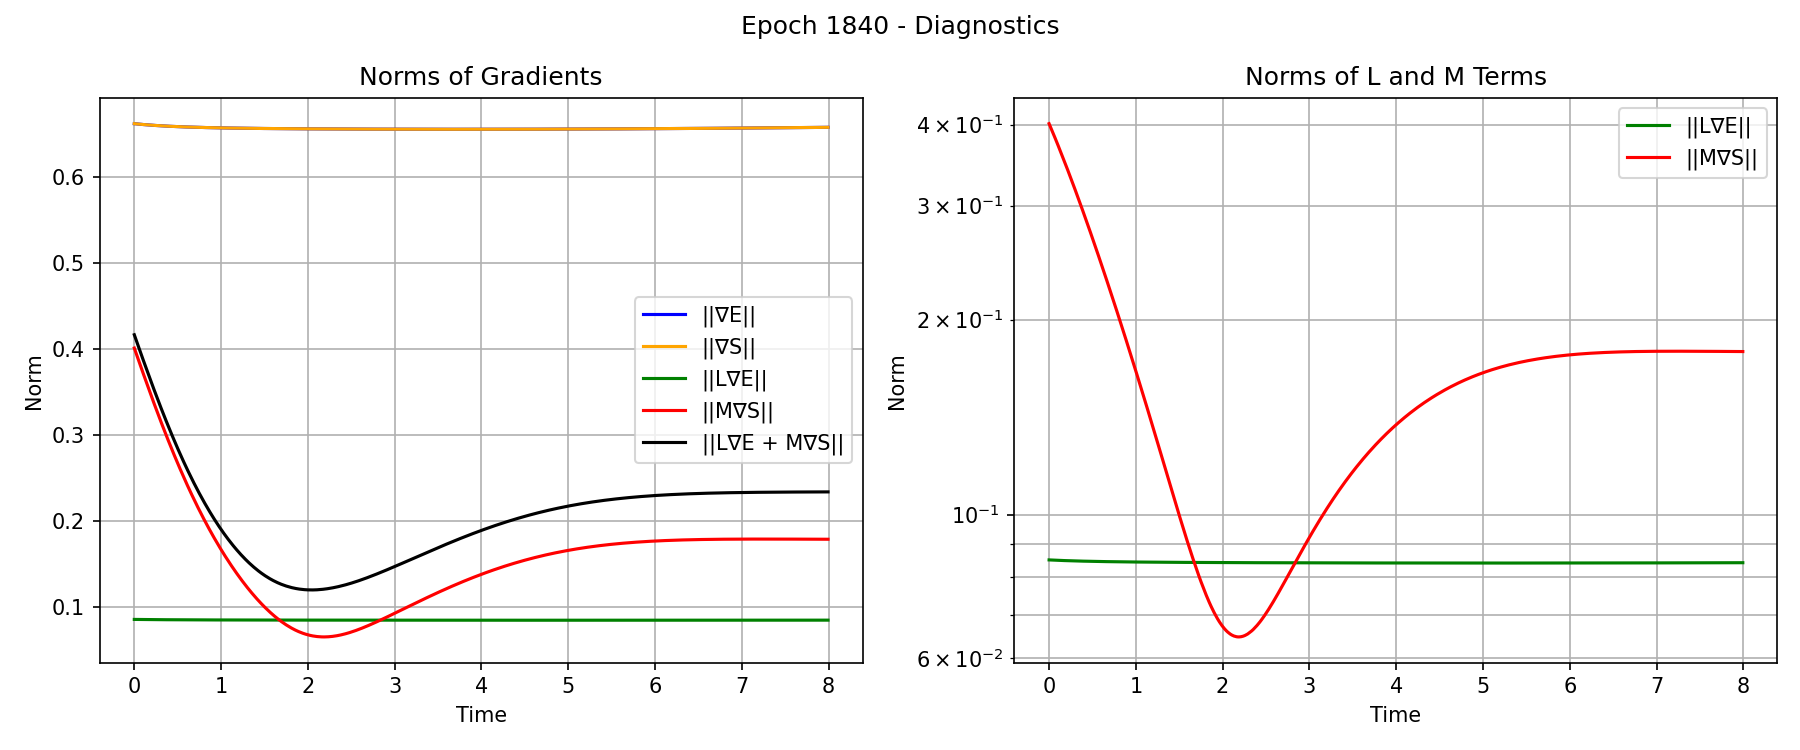 Epoch 1840 - Diagnostics
Norms of Gradients
Norm
0.6
0.5
0.4
0.3
0.2
0.1
||∇E||
||∇S||
||L∇E||
||M∇S||
||L∇E + M∇S||
0 1 2 3 4 5 6 7 8
Time
Norms of L and M Terms
Norm
4 × 10⁻¹
3 × 10⁻¹
2 × 10⁻¹
10⁻¹
6 × 10⁻²
||L∇E||
||M∇S||
0 1 2 3 4 5 6 7 8
Time